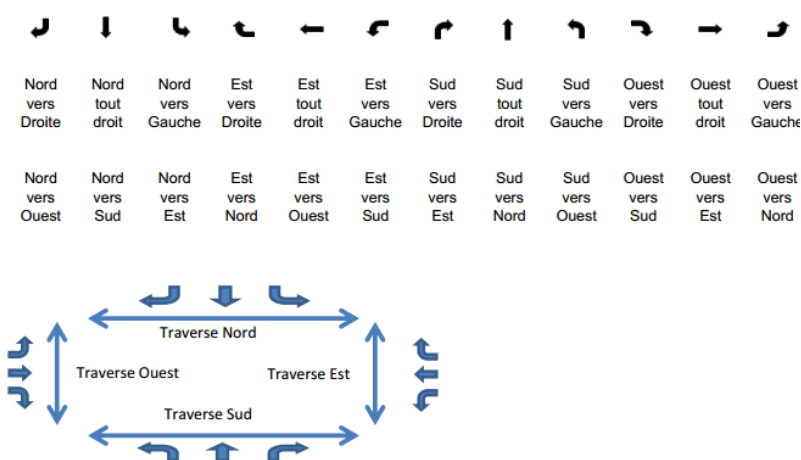 Nord Nord Nord Est Est Est Sud Sud Sud Ouest Ouest Ouest
vers tout vers vers tout vers vers tout vers vers tout vers
Droite droit Gauche Droite droit Gauche Droite droit Gauche Droite droit Gauche
Nord Nord Nord Est Est Est Sud Sud Sud Ouest Ouest Ouest
vers vers vers vers vers vers vers vers vers vers vers vers
Ouest Sud Est Nord Ouest Sud Est Nord Ouest Sud Est Nord
Traverse Nord
Traverse Ouest Traverse Est
Traverse Sud